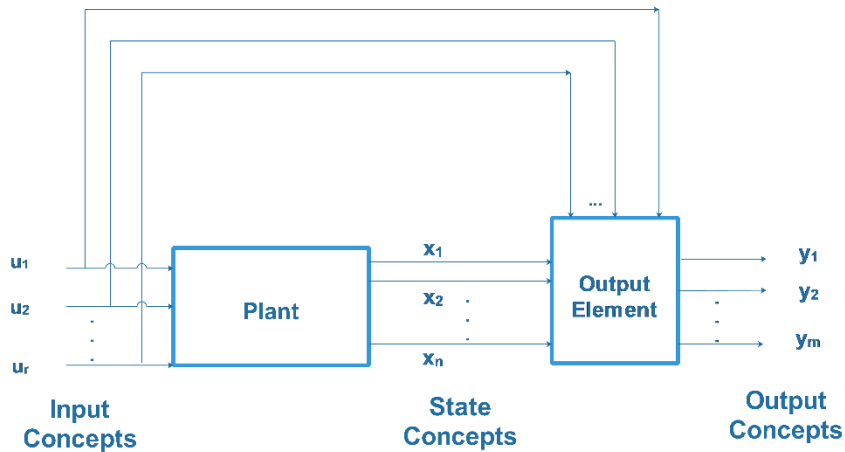 ...
u1
x1
y1
u2
Plant
x2
Output
Element
y2
ur
xn
ym
Input
Concepts
State
Concepts
Output
Concepts